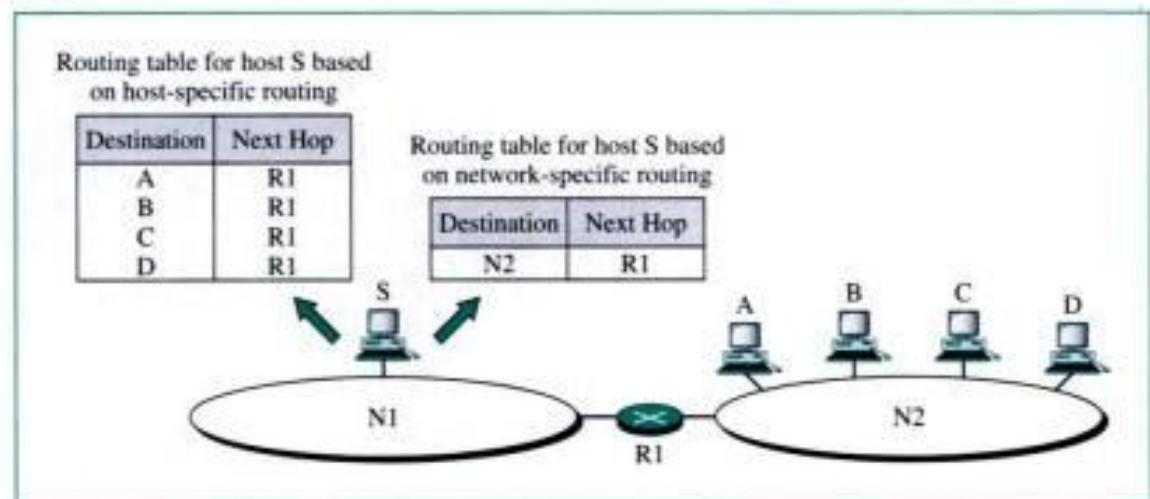 Routing table for host S based
on host-specific routing
Destination Next Hop
A R1
B R1
C R1
D R1
Routing table for host S based
on network-specific routing
Destination Next Hop
N2 R1
S
A
B
C
D
N1
R1
N2